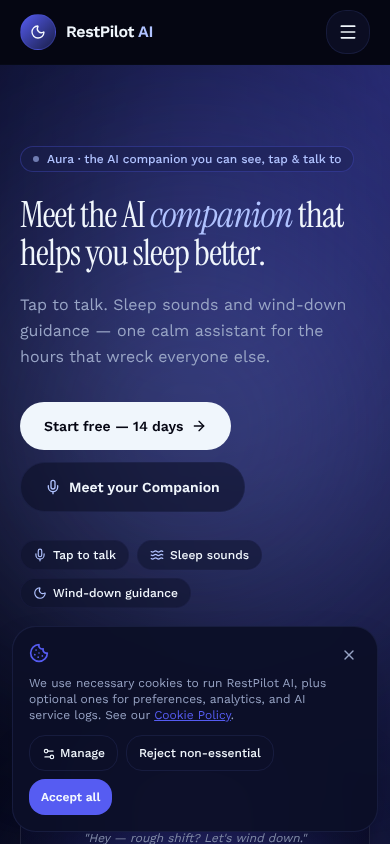 RestPilot AI
Aura · the AI companion you can see, tap & talk to
Meet the AI companion that
helps you sleep better.
Tap to talk. Sleep sounds and wind-down
guidance — one calm assistant for the
hours that wreck everyone else.
Start free — 14 days →
Meet your Companion
Tap to talk
Sleep sounds
Wind-down guidance
We use necessary cookies to run RestPilot AI, plus
optional ones for preferences, analytics, and AI
service logs. See our Cookie Policy.
Manage
Reject non-essential
Accept all
"Hey — rough shift? Let's wind down."